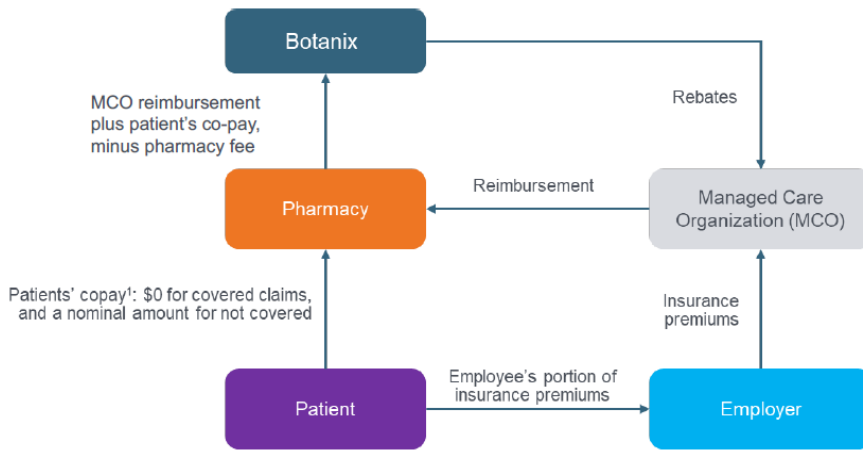 Botanix
MCO reimbursement
plus patient's co-pay,
minus pharmacy fee
Rebates
Pharmacy
Reimbursement
Managed Care
Organization (MCO)
Patients' copay¹: $0 for covered claims,
and a nominal amount for not covered
Insurance
premiums
Patient
Employee's portion of
insurance premiums
Employer